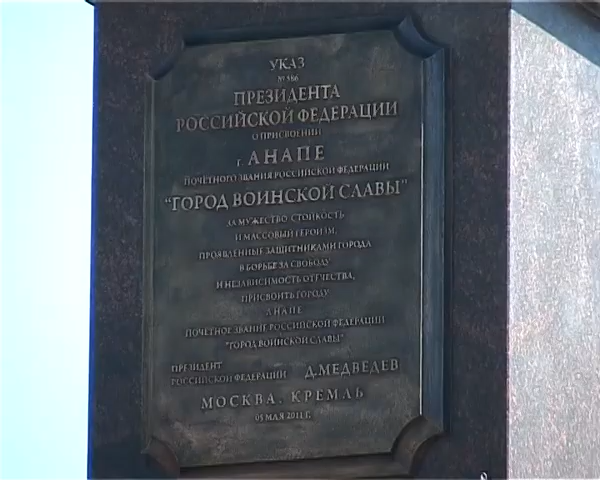 УКАЗ
№ 586
ПРЕЗИДЕНТА
РОССИЙСКОЙ ФЕДЕРАЦИИ
О ПРИСВОЕНИИ
г. АНАПЕ
ПОЧЕТНОГО ЗВАНИЯ РОССИЙСКОЙ ФЕДЕРАЦИИ
"ГОРОД ВОИНСКОЙ СЛАВЫ"
ЗА МУЖЕСТВО, СТОЙКОСТЬ
И МАССОВЫЙ ГЕРОИЗМ,
ПРОЯВЛЕННЫЕ ЗАЩИТНИКАМИ ГОРОДА
В БОРЬБЕ ЗА СВОБОДУ
И НЕЗАВИСИМОСТЬ ОТЕЧЕСТВА,
ПРИСВОИТЬ ГОРОДУ
АНАПЕ
ПОЧЕТНОЕ ЗВАНИЕ РОССИЙСКОЙ ФЕДЕРАЦИИ
"ГОРОД ВОИНСКОЙ СЛАВЫ"
ПРЕЗИДЕНТ
РОССИЙСКОЙ ФЕДЕРАЦИИ Д.МЕДВЕДЕВ
МОСКВА, КРЕМЛЬ
05 МАЯ 2011 Г.